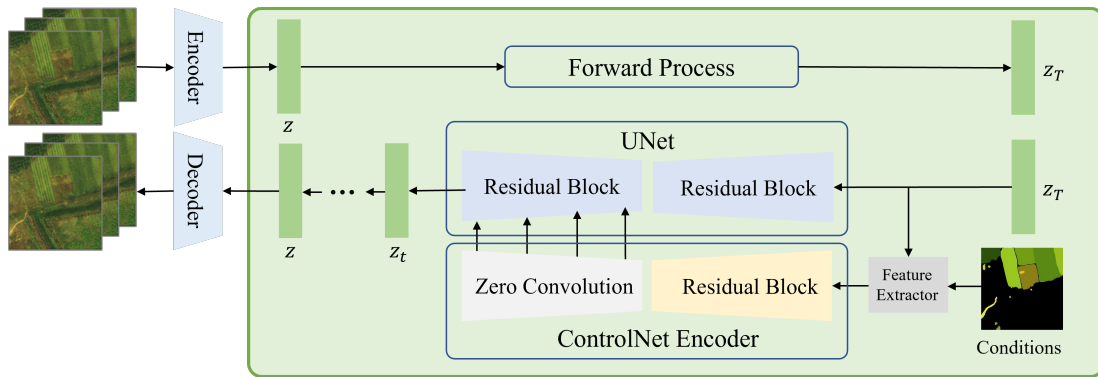 Encoder
Forward Process
z
z_T
Decoder
UNet
Residual Block
Residual Block
z
...
z_t
z_T
Zero Convolution
Residual Block
ControlNet Encoder
Feature
Extractor
Conditions